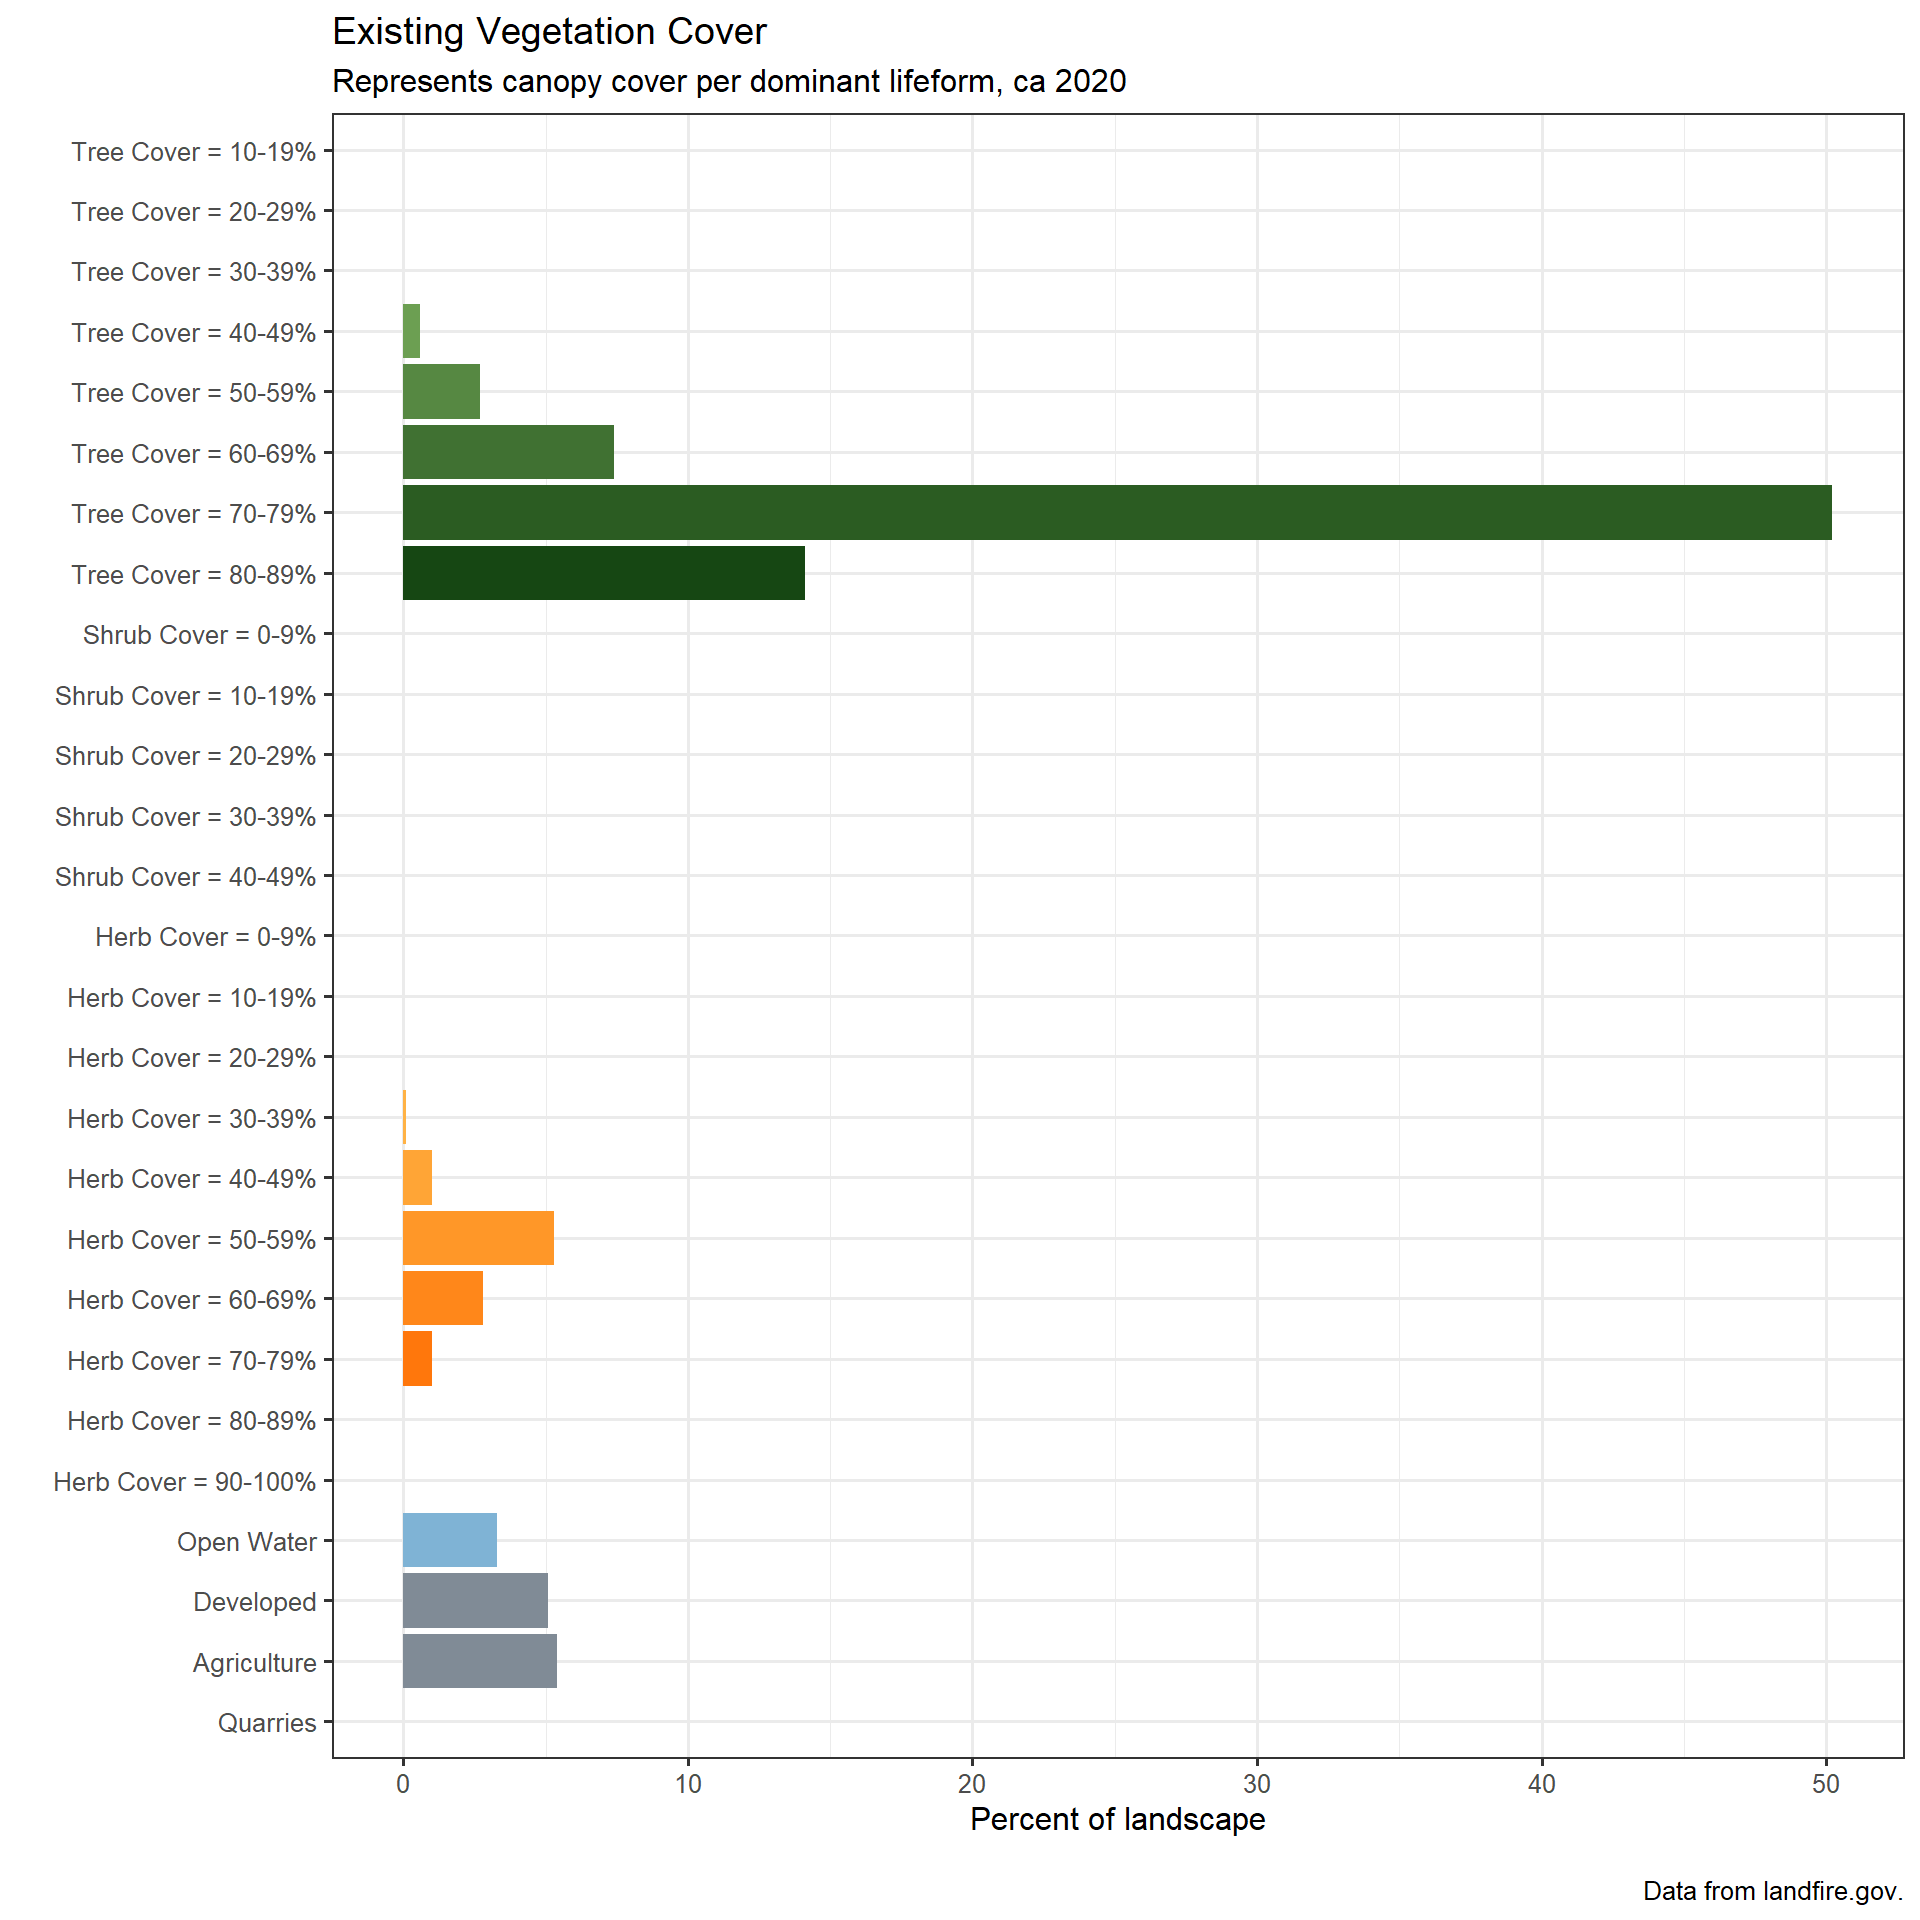 Existing Vegetation Cover
Represents canopy cover per dominant lifeform, ca 2020
Tree Cover = 10-19%
Tree Cover = 20-29%
Tree Cover = 30-39%
Tree Cover = 40-49%
Tree Cover = 50-59%
Tree Cover = 60-69%
Tree Cover = 70-79%
Tree Cover = 80-89%
Shrub Cover = 0-9%
Shrub Cover = 10-19%
Shrub Cover = 20-29%
Shrub Cover = 30-39%
Shrub Cover = 40-49%
Herb Cover = 0-9%
Herb Cover = 10-19%
Herb Cover = 20-29%
Herb Cover = 30-39%
Herb Cover = 40-49%
Herb Cover = 50-59%
Herb Cover = 60-69%
Herb Cover = 70-79%
Herb Cover = 80-89%
Herb Cover = 90-100%
Open Water
Developed
Agriculture
Quarries
0 10 20 30 40 50
Percent of landscape
Data from landfire.gov.